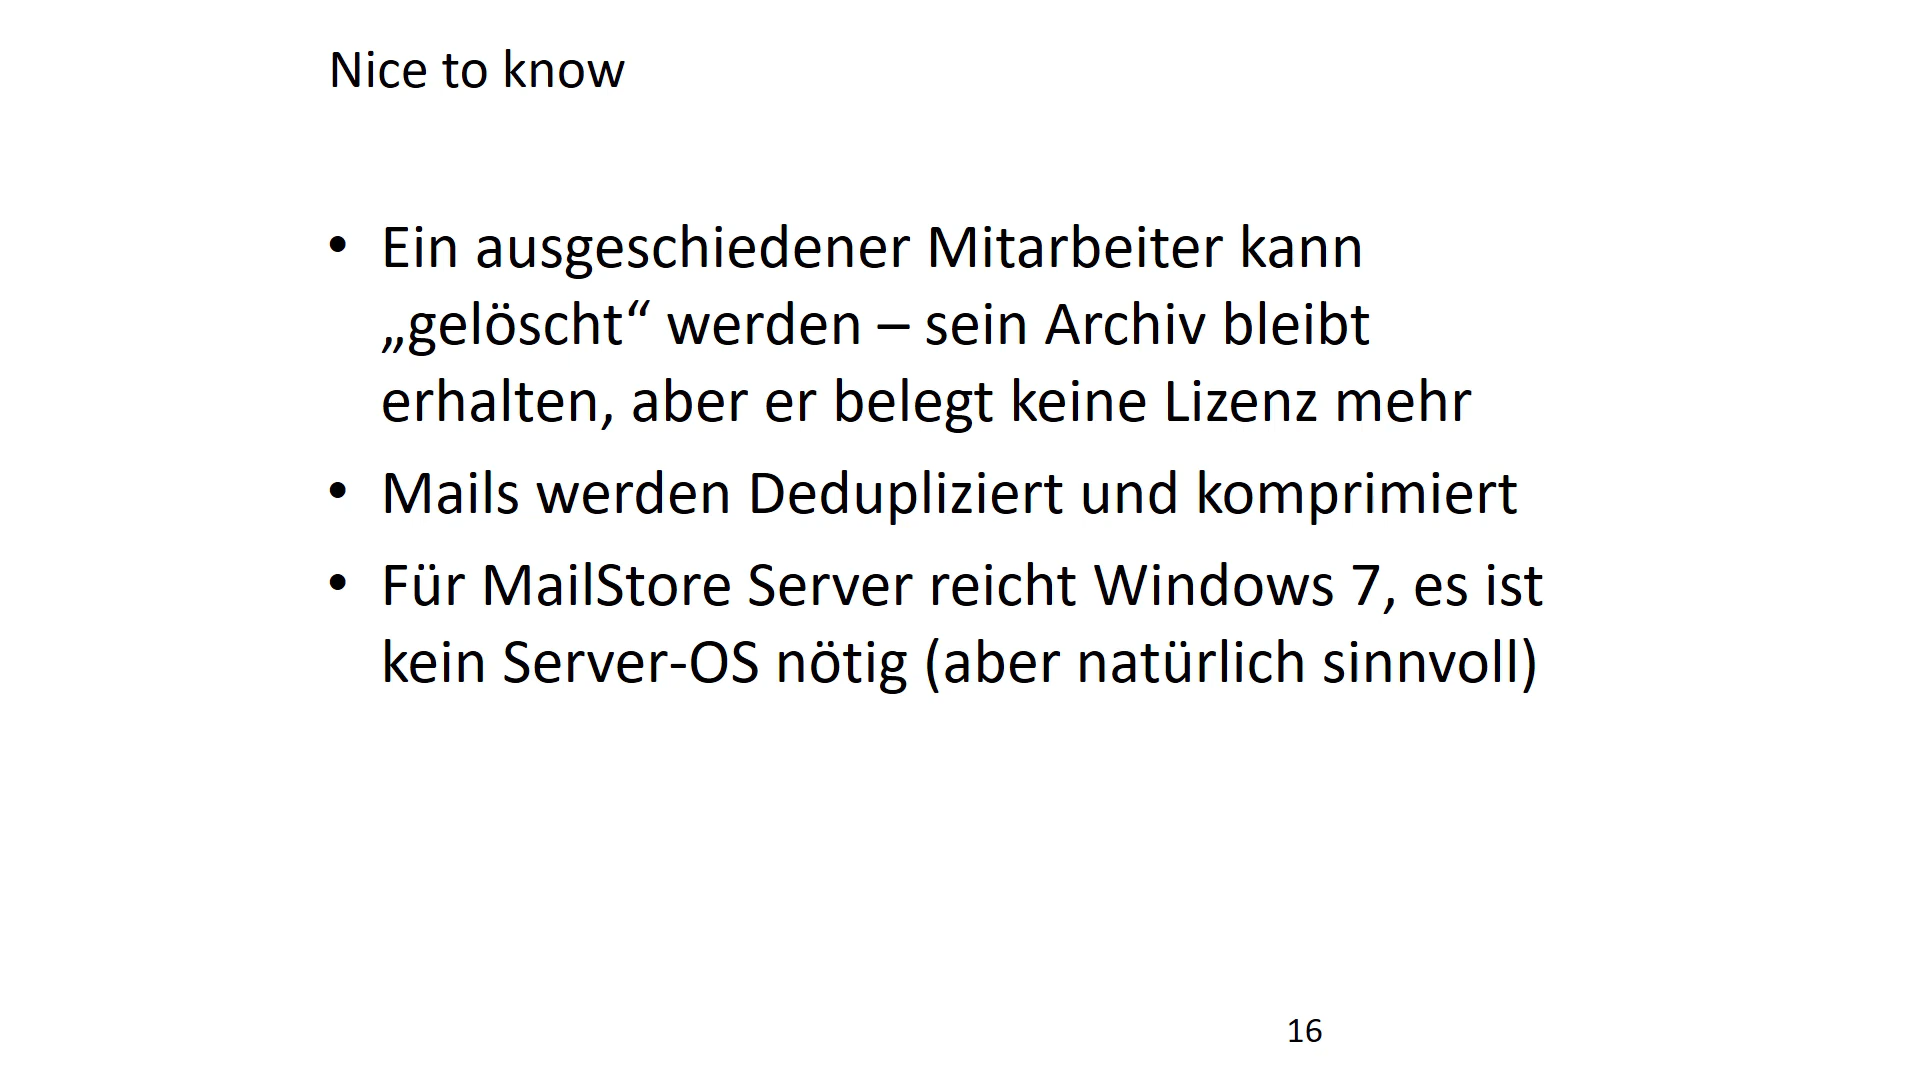 Nice to know
• Ein ausgeschiedener Mitarbeiter kann
„gelöscht“ werden – sein Archiv bleibt
erhalten, aber er belegt keine Lizenz mehr
• Mails werden Dedupliziert und komprimiert
• Für MailStore Server reicht Windows 7, es ist
kein Server-OS nötig (aber natürlich sinnvoll)
16